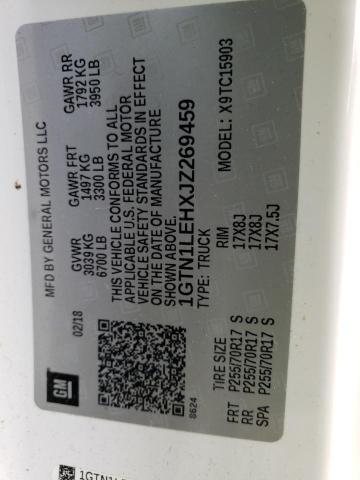 MFD BY GENERAL MOTORS LLC
02/18
GVWR
3039 KG
6700 LB
GAWR FRT
1497 KG
3300 LB
GAWR RR
1792 KG
3950 LB
THIS VEHICLE CONFORMS TO ALL
APPLICABLE U.S. FEDERAL MOTOR
VEHICLE SAFETY STANDARDS IN EFFECT
ON THE DATE OF MANUFACTURE
SHOWN ABOVE.
1GTN1LEHXJZ269459
TYPE: TRUCK
MODEL: X9TC15903
GM
8624
TIRE SIZE
RIM
FRT P255/70R17 S 17X8J
RR P255/70R17 S 17X8J
SPA P255/70R17 S 17X7.5J